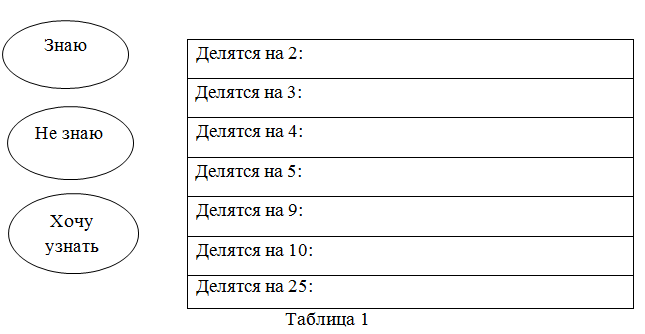 Знаю
Не знаю
Хочу
узнать
Делятся на 2:
Делятся на 3:
Делятся на 4:
Делятся на 5:
Делятся на 9:
Делятся на 10:
Делятся на 25:
Таблица 1